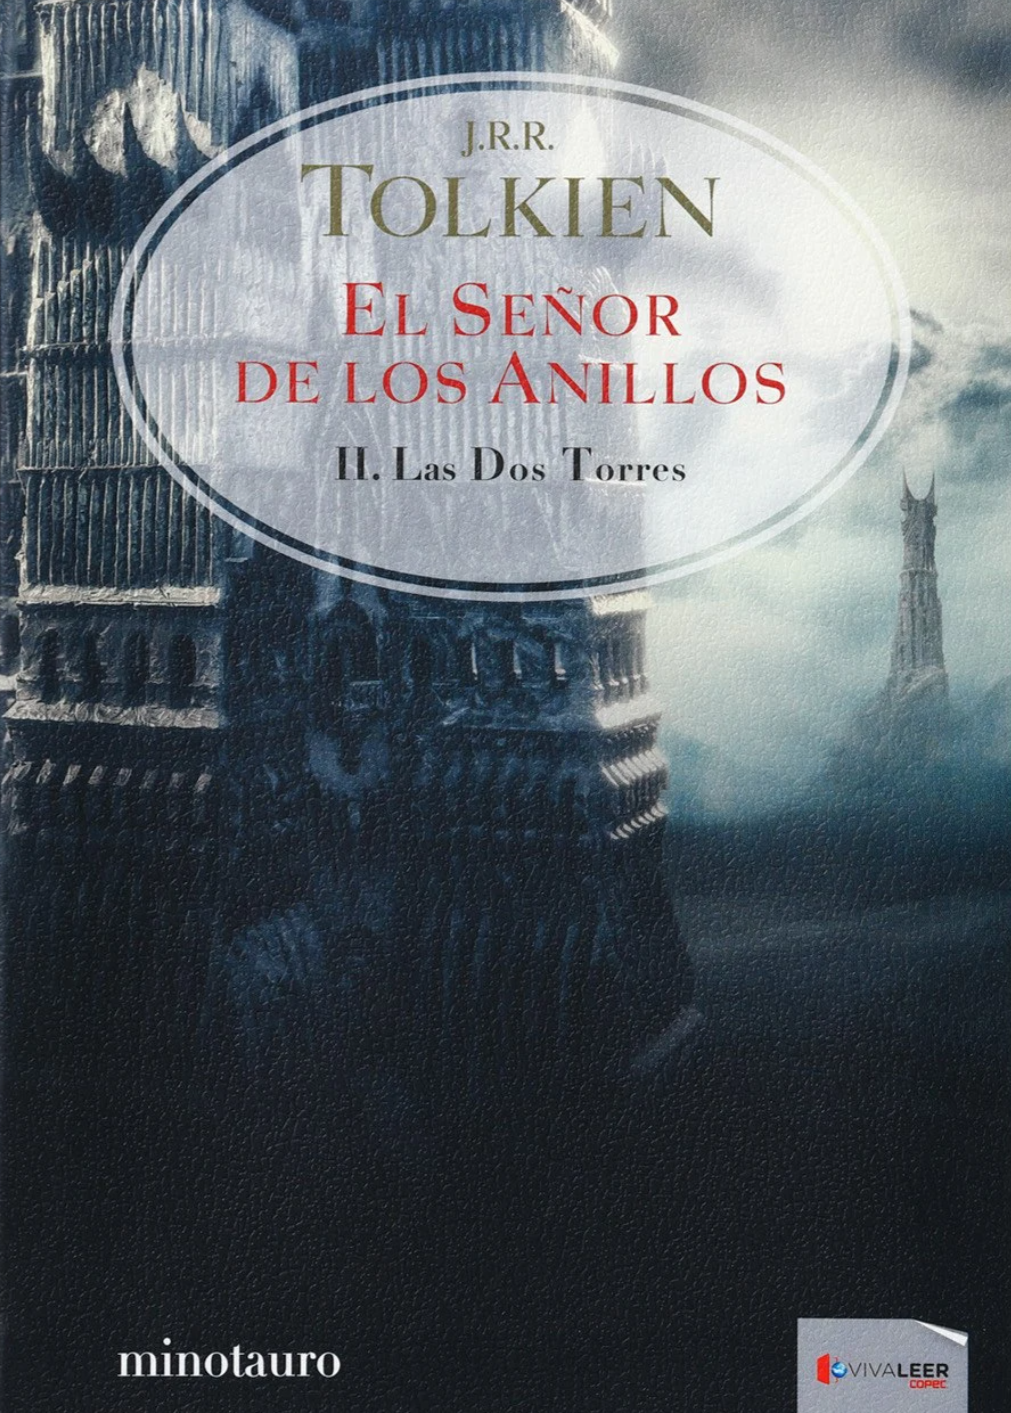 J.R.R.
TOLKIEN
EL SEÑOR
DE LOS ANILLOS
II. Las Dos Torres
minotauro
VIVALEER
COPEC